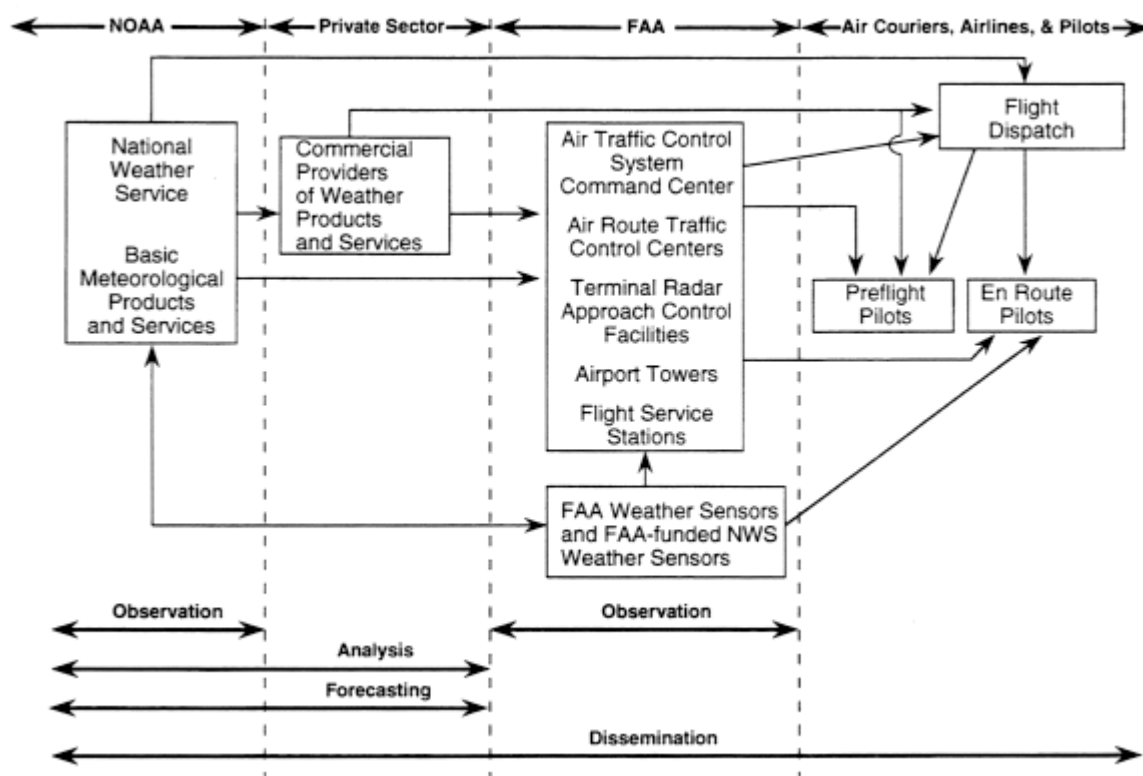 NOAA
Private Sector
FAA
Air Couriers, Airlines, & Pilots
National
Weather
Service
Basic
Meteorological
Products
and Services
Commercial
Providers
of Weather
Products
and Services
Air Traffic Control
System
Command Center
Air Route Traffic
Control Centers
Terminal Radar
Approach Control
Facilities
Airport Towers
Flight Service
Stations
FAA Weather Sensors
and FAA-funded NWS
Weather Sensors
Flight
Dispatch
Preflight
Pilots
En Route
Pilots
Observation
Observation
Analysis
Forecasting
Dissemination